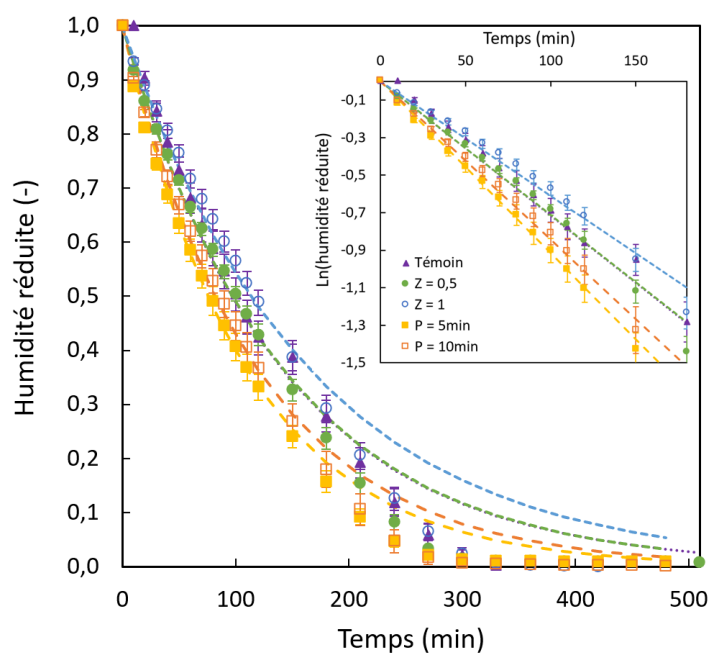 1,0
0,9
0,8
0,7
0,6
0,5
0,4
0,3
0,2
0,1
0,0
Humidité réduite (-)
0 100 200 300 400 500
Temps (min)
Temps (min)
0 50 100 150
-0,1
-0,3
-0,5
-0,7
-0,9
-1,1
-1,3
-1,5
Ln(humidité réduite)
Témoin
Z = 0,5
Z = 1
P = 5min
P = 10min